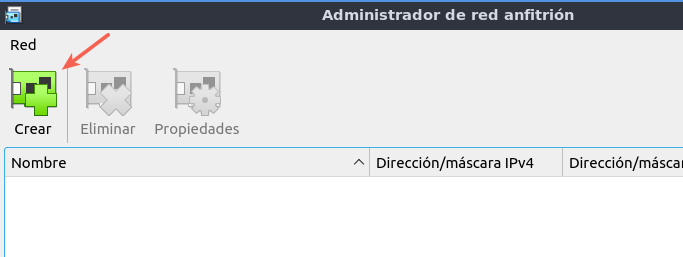 Administrador de red anfitrión
Red
Crear Eliminar Propiedades
Nombre Dirección/máscara IPv4 Dirección/máscar